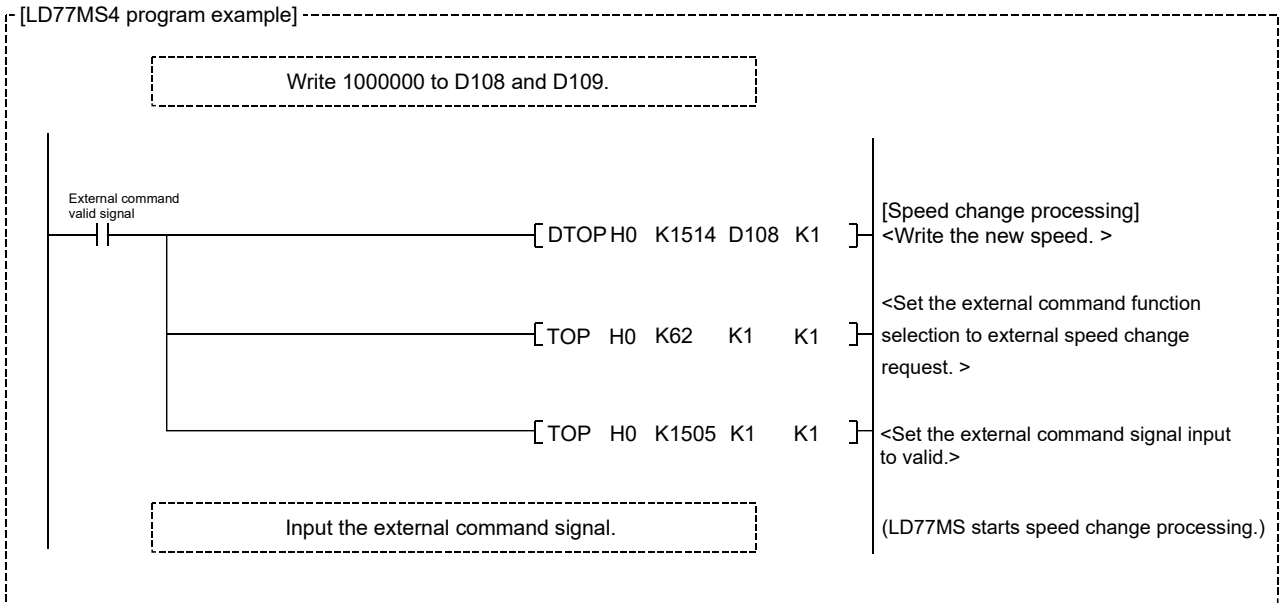 [LD77MS4 program example]
Write 1000000 to D108 and D109.
External command
valid signal
DTOP H0 K1514 D108 K1
[Speed change processing]
<Write the new speed. >
TOP H0 K62 K1 K1
<Set the external command function
selection to external speed change
request. >
TOP H0 K1505 K1 K1
<Set the external command signal input
to valid.>
Input the external command signal.
(LD77MS starts speed change processing.)